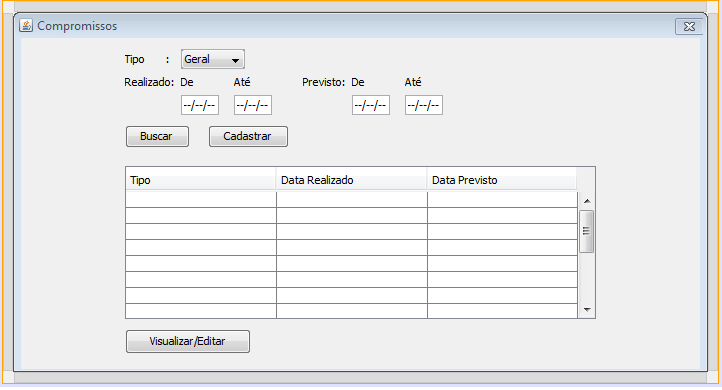 Compromissos
Tipo : Geral
Realizado: De Até Previsto: De Até
--/--/-- --/--/-- --/--/-- --/--/--
Buscar Cadastrar
Tipo Data Realizado Data Previsto
Visualizar/Editar